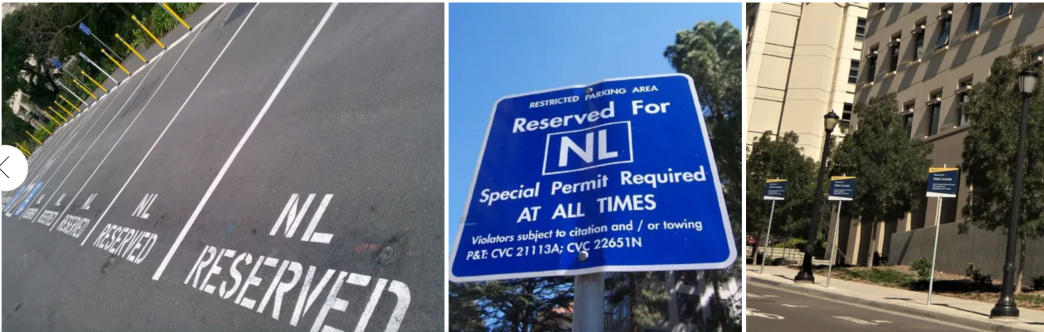 NL
RESERVED
NL
RESERVED
NL
RESERVED
RESTRICTED PARKING AREA
Reserved For
NL
Special Permit Required
AT ALL TIMES
Violators subject to citation and / or towing
P&T: CVC 21113A; CVC 22651N